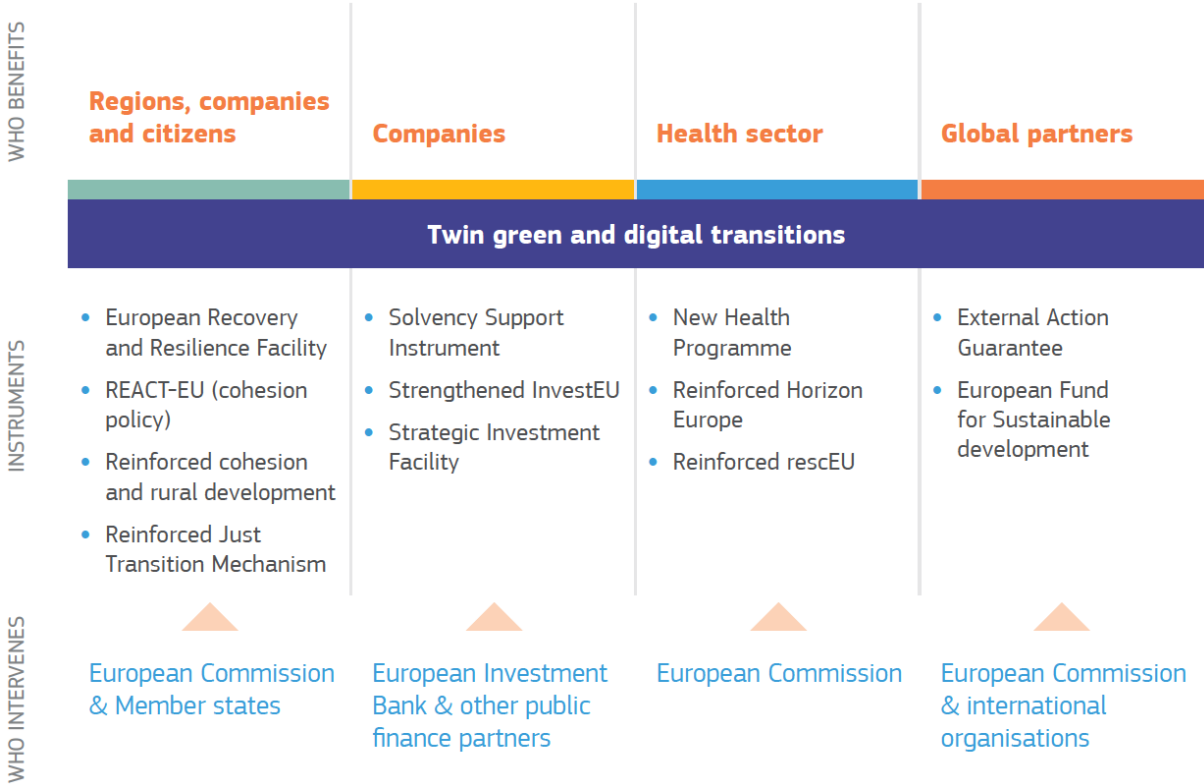 WHO BENEFITS
Regions, companies
and citizens
Companies
Health sector
Global partners
Twin green and digital transitions
INSTRUMENTS
• European Recovery
and Resilience Facility
• REACT-EU (cohesion
policy)
• Reinforced cohesion
and rural development
• Reinforced Just
Transition Mechanism
• Solvency Support
Instrument
• Strengthened InvestEU
• Strategic Investment
Facility
• New Health
Programme
• Reinforced Horizon
Europe
• Reinforced rescEU
• External Action
Guarantee
• European Fund
for Sustainable
development
WHO INTERVENES
European Commission
& Member states
European Investment
Bank & other public
finance partners
European Commission
European Commission
& international
organisations